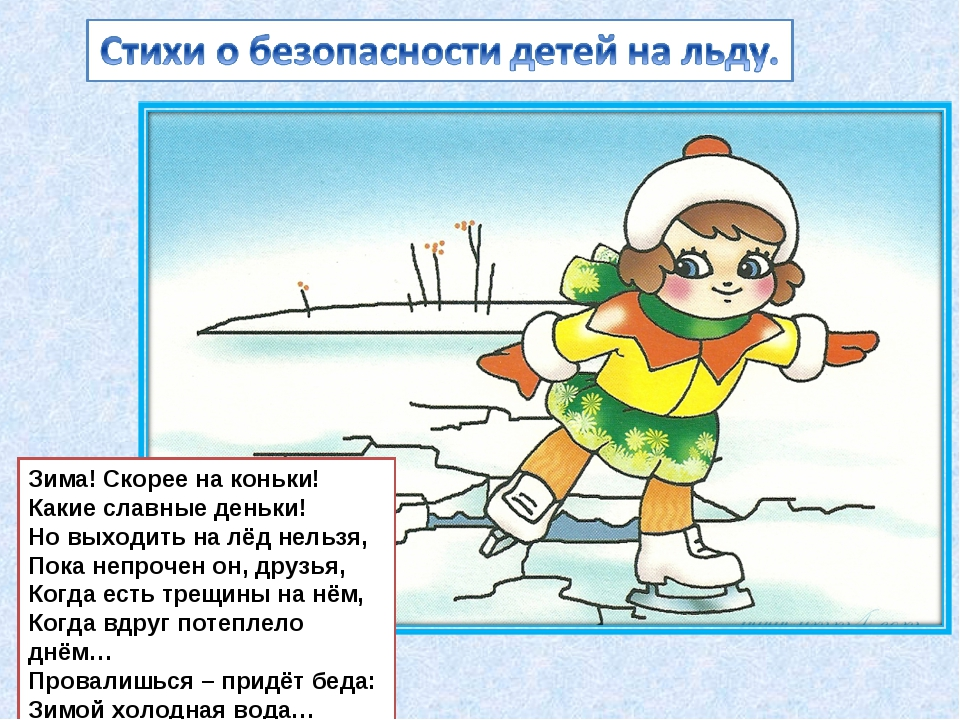 Стихи о безопасности детей на льду.
Зима! Скорее на коньки!
Какие славные деньки!
Но выходить на лёд нельзя,
Пока непрочен он, друзья,
Когда есть трещины на нём,
Когда вдруг потеплело
днём…
Провалишься – придёт беда:
Зимой холодная вода…